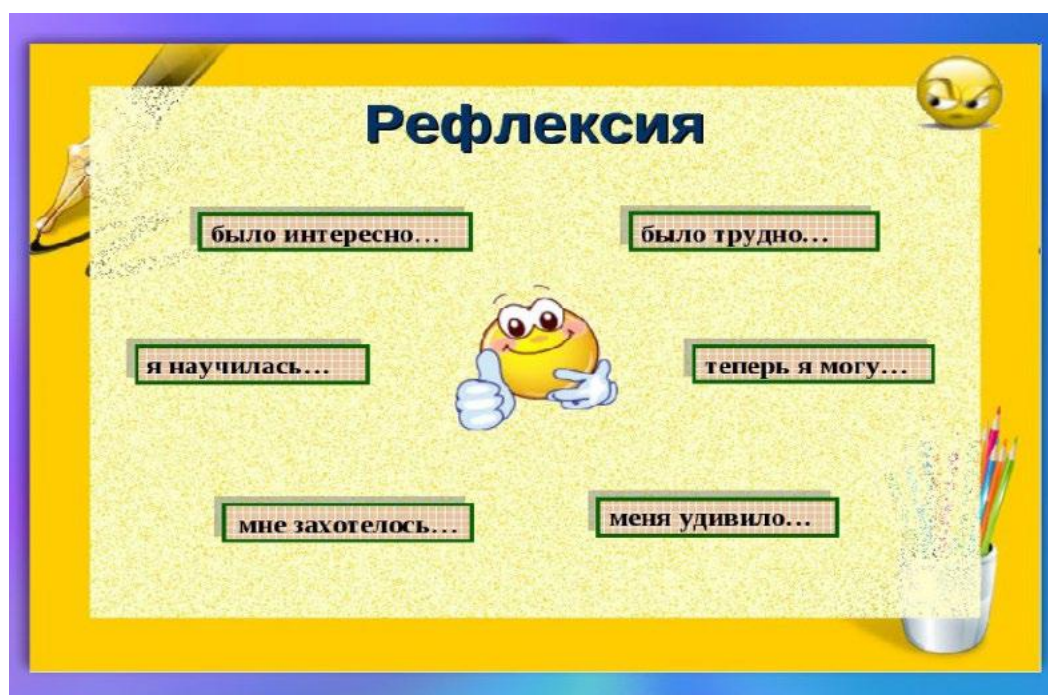 Рефлексия
было интересно…
было трудно…
я научилась…
теперь я могу…
мне захотелось…
меня удивило…